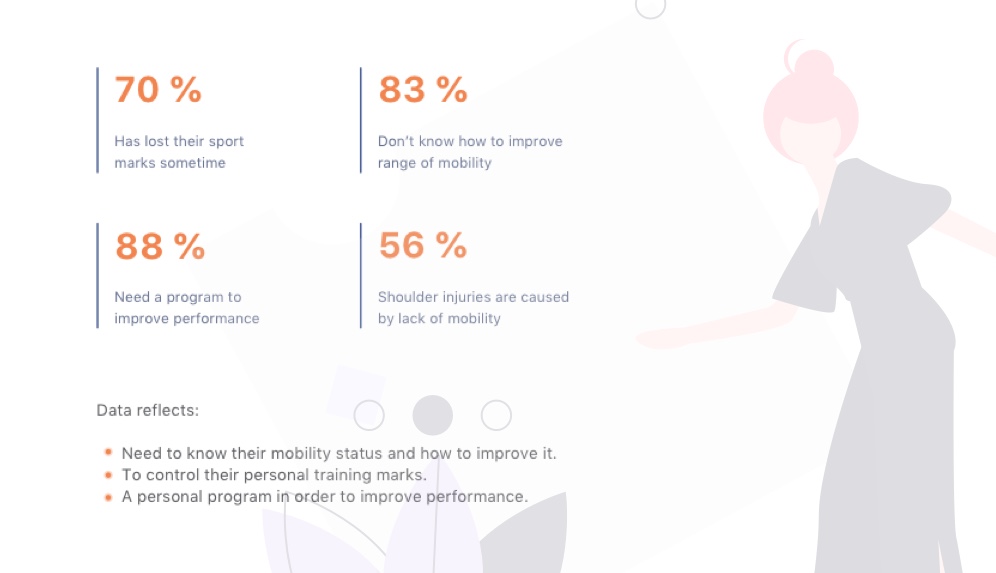 70 %
Has lost their sport
marks sometime
83 %
Don't know how to improve
range of mobility
88 %
Need a program to
improve performance
56 %
Shoulder injuries are caused
by lack of mobility
Data reflects:
Need to know their mobility status and how to improve it.
To control their personal training marks.
A personal program in order to improve performance.